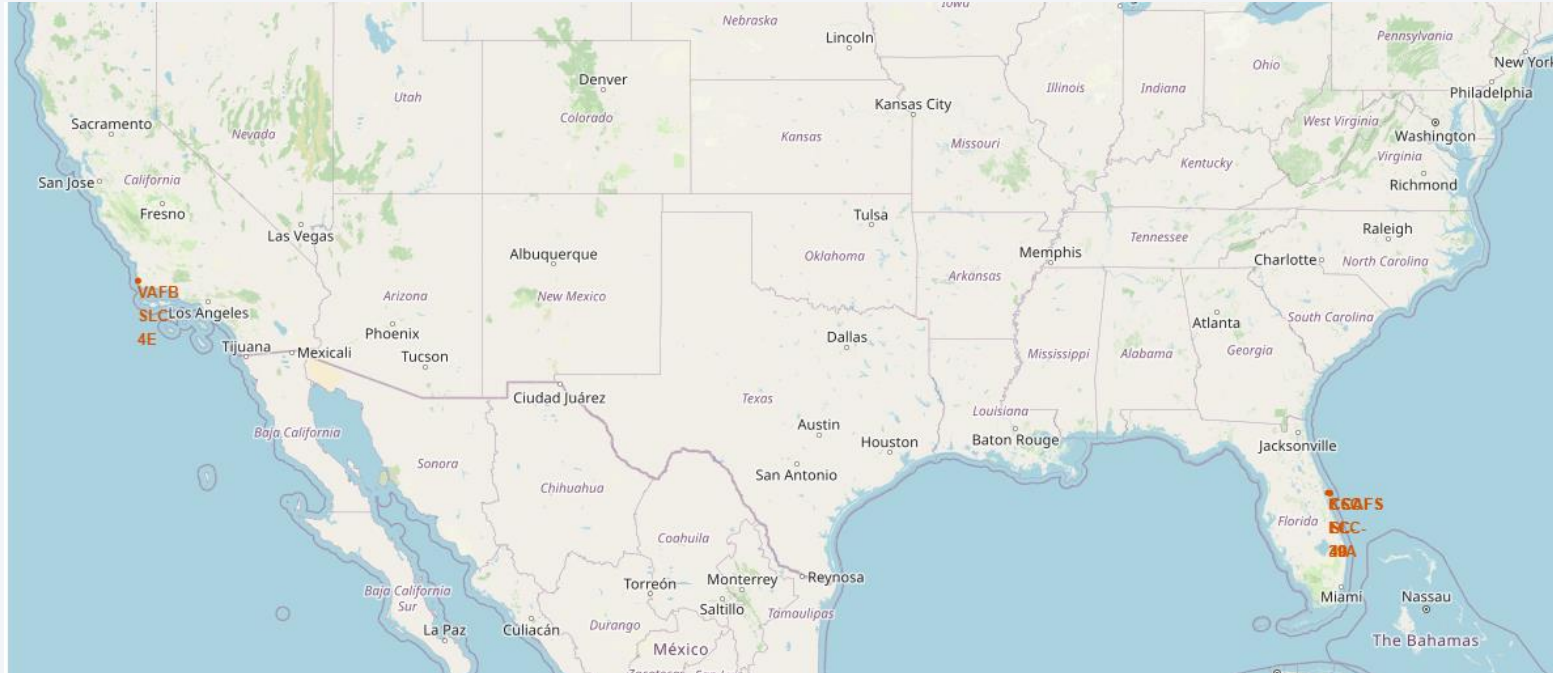 Iowa
Nebraska
Pennsylvania
Lincoln
New York
Ohio
Denver
Illinois
Indiana
Philadelphia
Utah
Kansas City
Colorado
Sacramento
West Virginia
Nevada
Kansas
Missouri
Washington
Virginia
Kentucky
San Jose
California
Richmond
Fresno
Tulsa
Las Vegas
Raleigh
Tennessee
Albuquerque
Oklahoma
Memphis
Charlotte
North Carolina
Arkansas
VAFB
SLC-
4E
Arizona
New Mexico
Los Angeles
South Carolina
Phoenix
Atlanta
Dallas
Tijuana
Mexicali
Tucson
Mississippi
Alabama
Georgia
Ciudad Juárez
Texas
Louisiana
Austin
Baja California
Houston
Baton Rouge
Jacksonville
Sonora
San Antonio
Chihuahua
Florida
Coahuila
Torreón
Monterrey
Reynosa
Baja California
Sur
Saltillo
Tamaulipas
Miami
Nassau
La Paz
Culiacán
Durango
México
The Bahamas